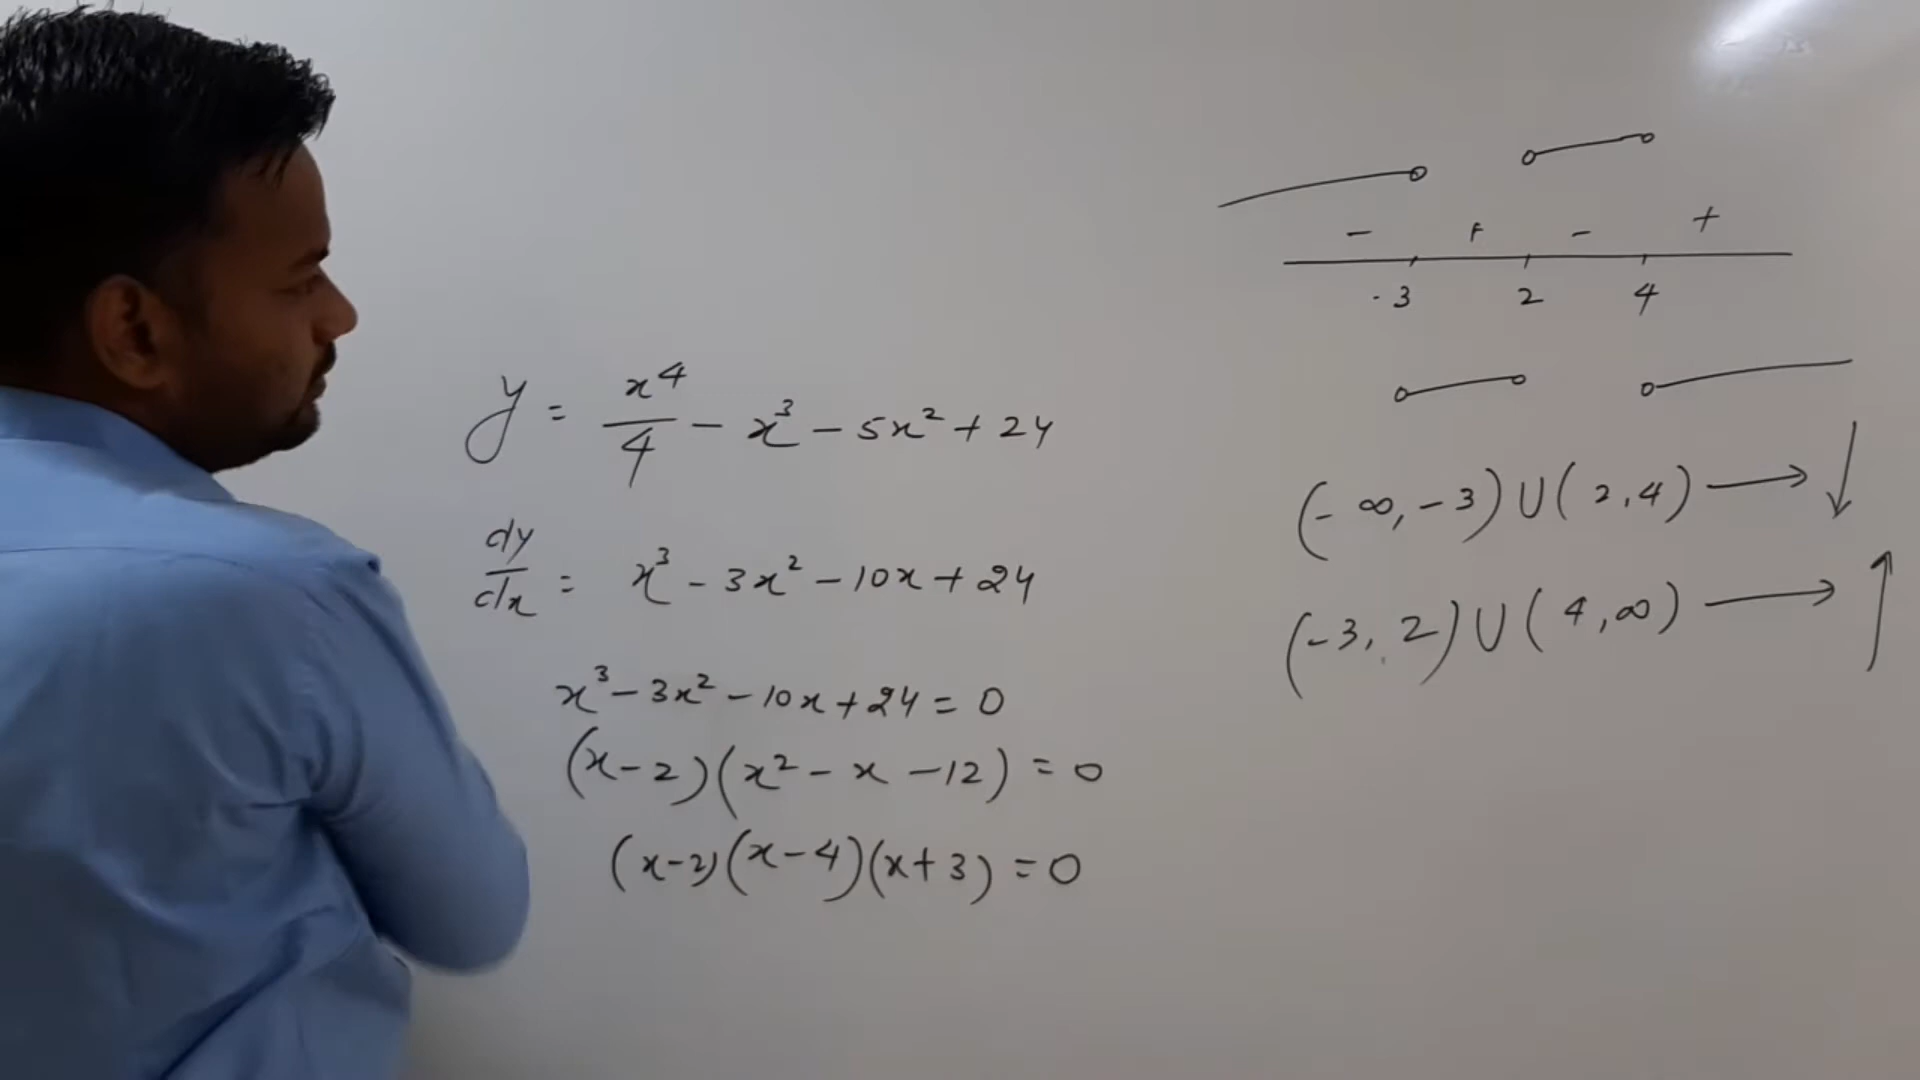 y = x⁴/4 - x³ - 5x² + 24
dy/dx = x³ - 3x² - 10x + 24
x³ - 3x² - 10x + 24 = 0
(x-2)(x² - x - 12) = 0
(x-2)(x-4)(x+3) = 0
- + - +
-3 2 4
(-∞, -3) ∪ (2, 4) → ↓
(-3, 2) ∪ (4, ∞) → ↑